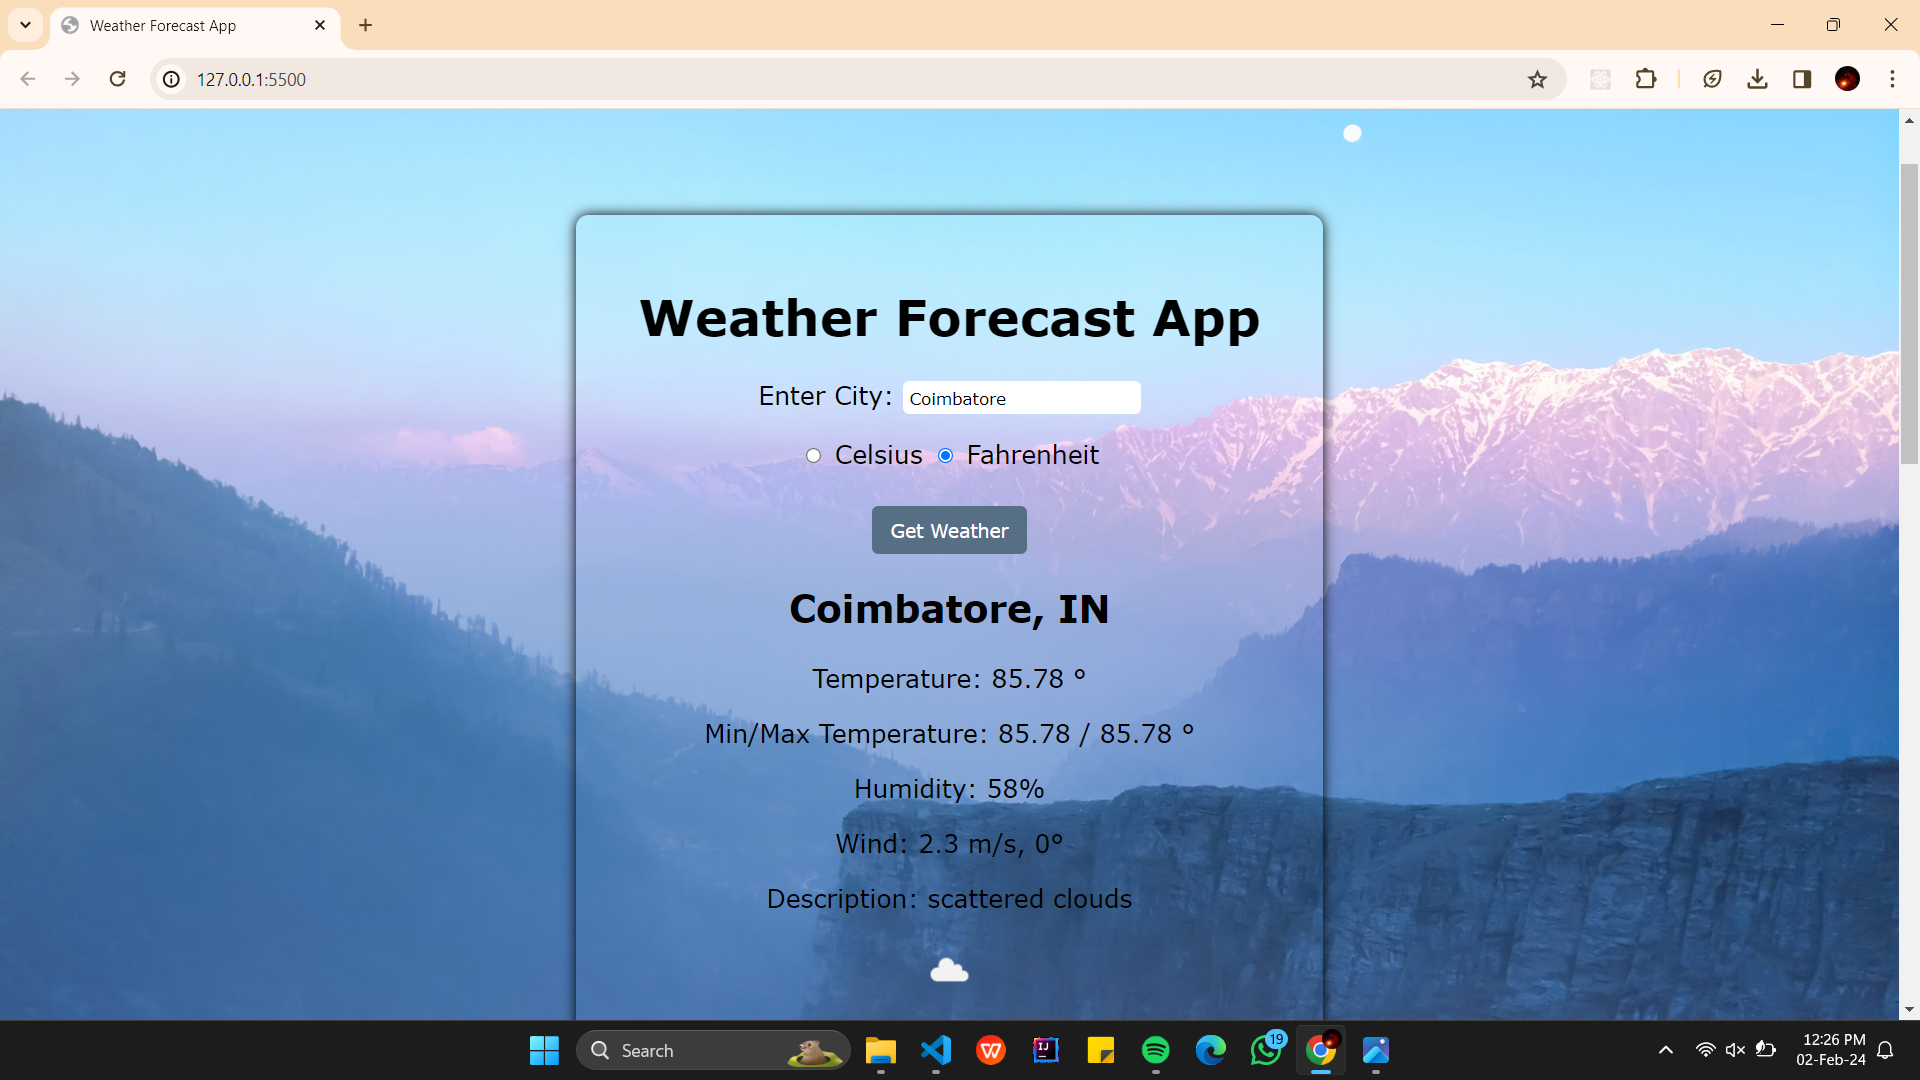 Weather Forecast App
127.0.0.1:5500
Weather Forecast App
Enter City: Coimbatore
Celsius Fahrenheit
Get Weather
Coimbatore, IN
Temperature: 85.78 °
Min/Max Temperature: 85.78 / 85.78 °
Humidity: 58%
Wind: 2.3 m/s, 0°
Description: scattered clouds
Search
IJ
19
12:26 PM
02-Feb-24